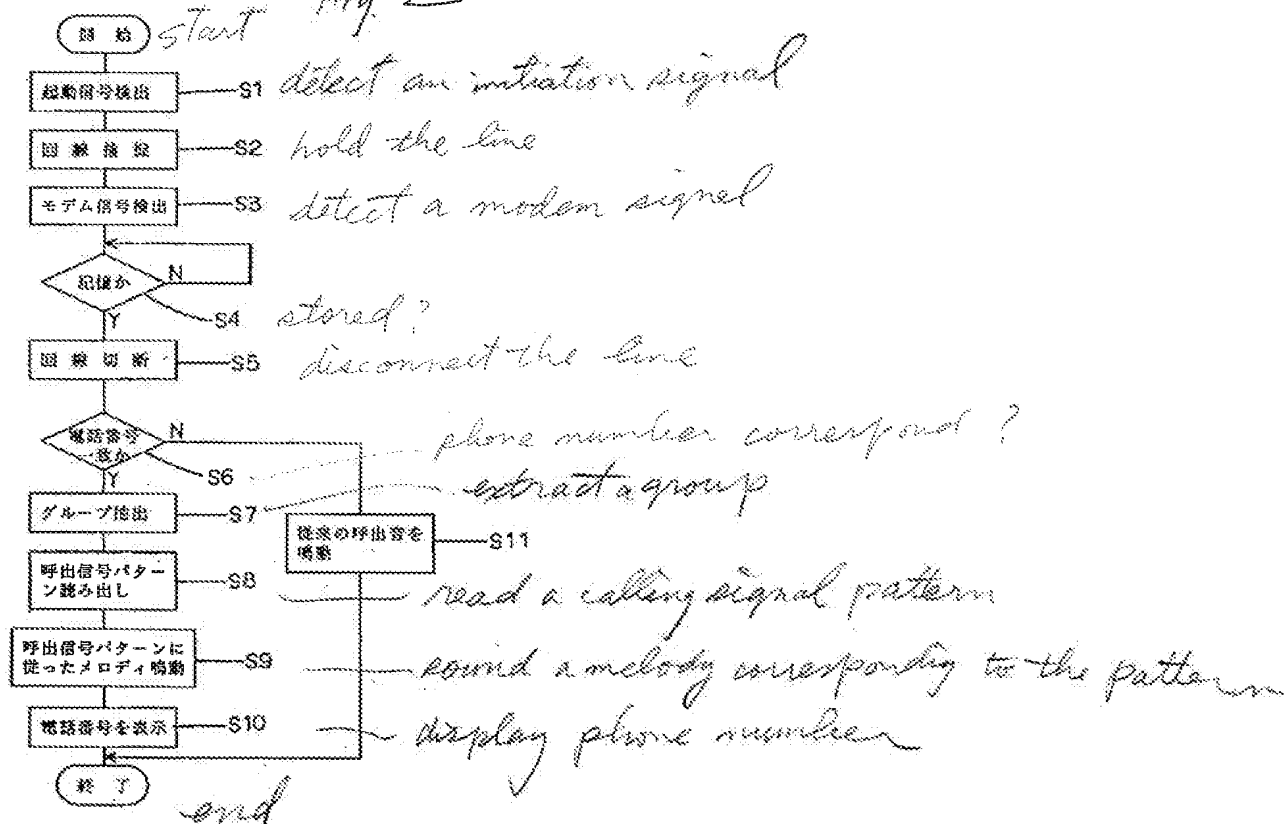 Fig. 2
開始 start
起動信号検出 S1 detect an initiation signal
回線接続 S2 hold the line
モデム信号検出 S3 detect a modem signal
記憶か N
Y S4 stored?
回線切断 S5 disconnect the line
電話番号 N phone number correspond?
一致か S6
Y
グループ抽出 S7 extract a group
従来の呼出音を S11
鳴動
呼出信号パター S8 read a calling signal pattern
ン読み出し
呼出信号パターンに S9 sound a melody correspondig to the pattern
従ったメロディ鳴動
電話番号を表示 S10 display phone number
終了 end